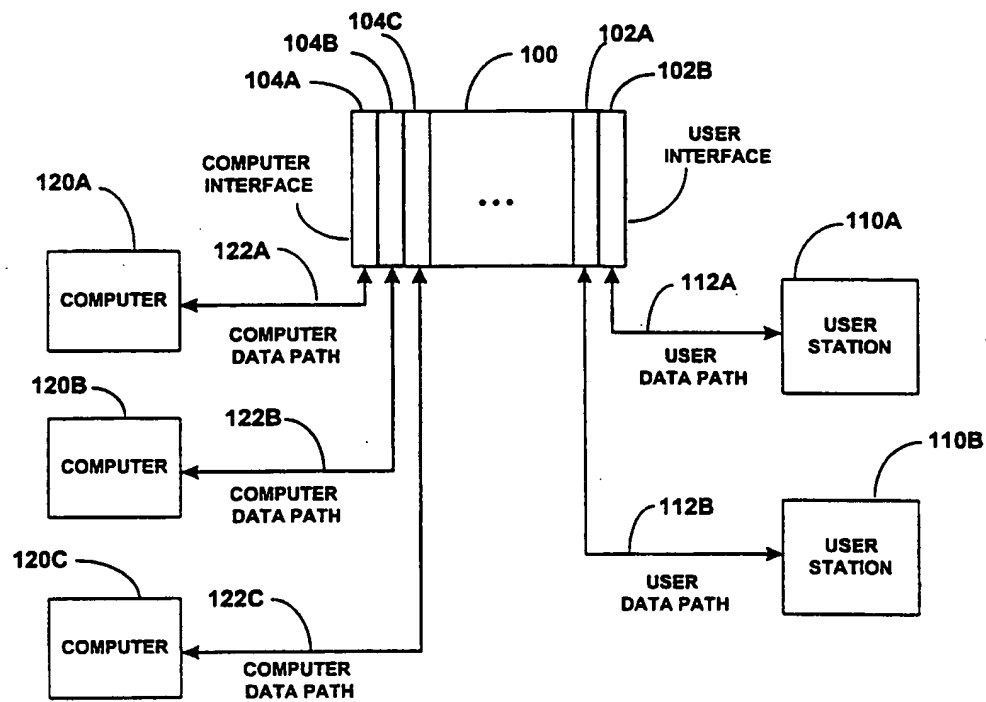 104C
102A
104B
100
102B
104A
USER
INTERFACE
COMPUTER
INTERFACE
120A
110A
122A
112A
COMPUTER
USER
STATION
COMPUTER
DATA PATH
USER
DATA PATH
120B
122B
110B
COMPUTER
COMPUTER
DATA PATH
112B
USER
STATION
120C
USER
DATA PATH
122C
COMPUTER
COMPUTER
DATA PATH